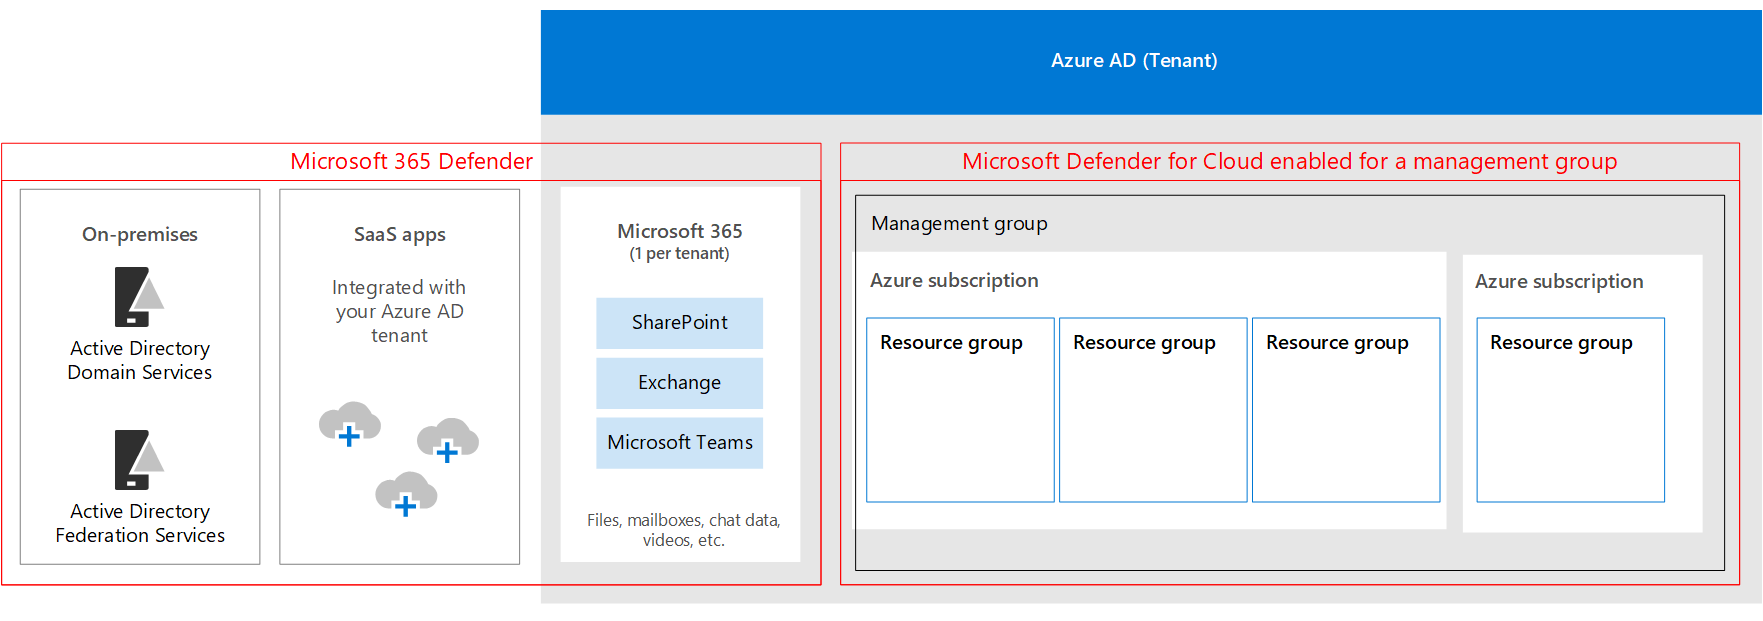 Azure AD (Tenant)
Microsoft 365 Defender
Microsoft Defender for Cloud enabled for a management group
On-premises
Active Directory
Domain Services
Active Directory
Federation Services
SaaS apps
Integrated with
your Azure AD
tenant
Microsoft 365
(1 per tenant)
SharePoint
Exchange
Microsoft Teams
Files, mailboxes, chat data,
videos, etc.
Management group
Azure subscription
Resource group
Resource group
Resource group
Azure subscription
Resource group